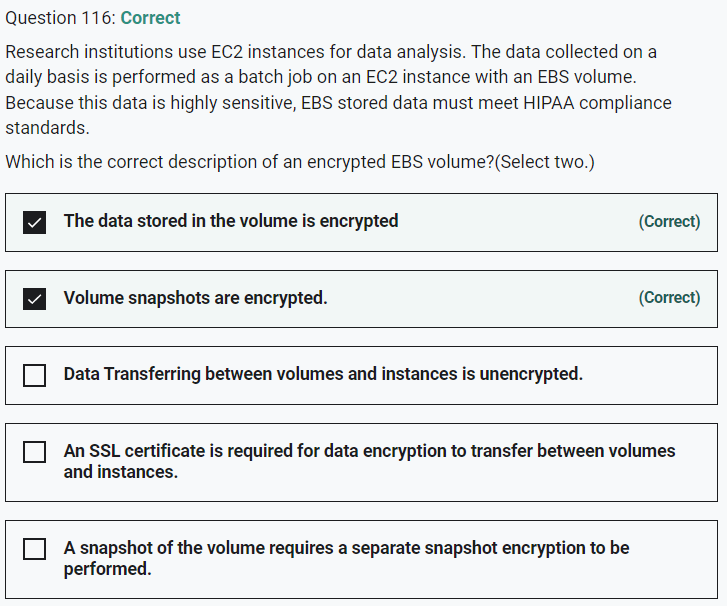 Question 116: Correct
Research institutions use EC2 instances for data analysis. The data collected on a
daily basis is performed as a batch job on an EC2 instance with an EBS volume.
Because this data is highly sensitive, EBS stored data must meet HIPAA compliance
standards.
Which is the correct description of an encrypted EBS volume?(Select two.)
The data stored in the volume is encrypted (Correct)
Volume snapshots are encrypted. (Correct)
Data Transferring between volumes and instances is unencrypted.
An SSL certificate is required for data encryption to transfer between volumes
and instances.
A snapshot of the volume requires a separate snapshot encryption to be
performed.